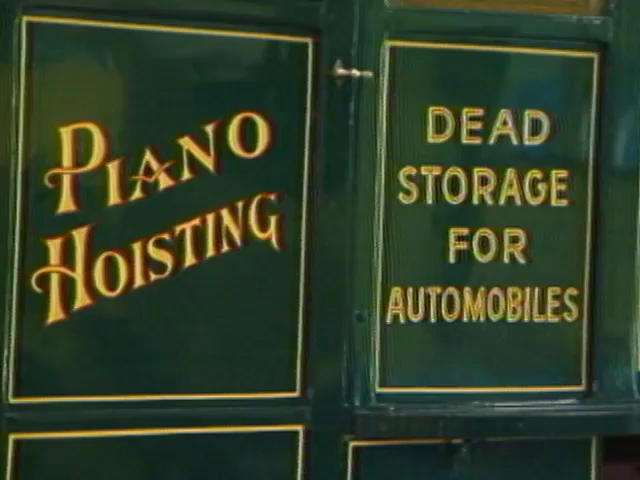 PIANO
HOISTING
DEAD
STORAGE
FOR
AUTOMOBILES